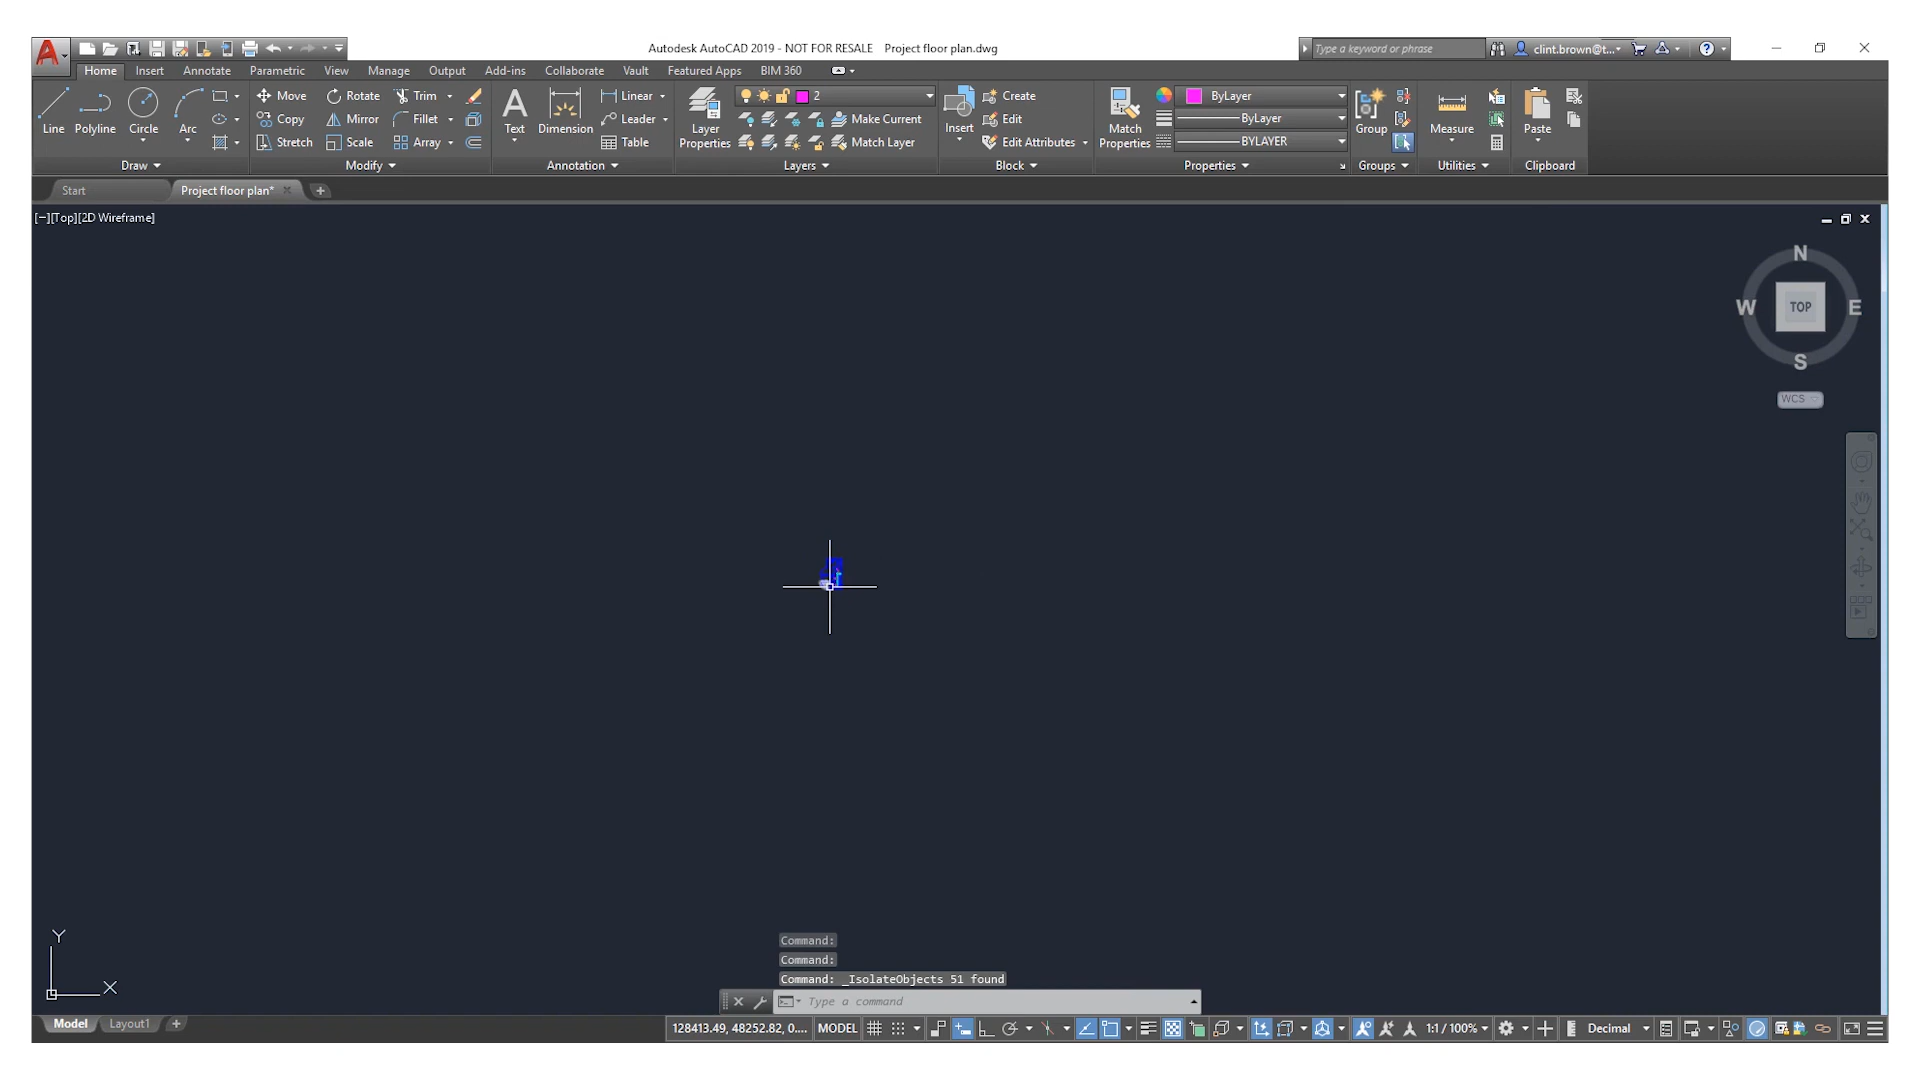 Autodesk AutoCAD 2019 - NOT FOR RESALE Project floor plan.dwg
Type a keyword or phrase
clint.brown@t...
Home Insert Annotate Parametric View Manage Output Add-ins Collaborate Vault Featured Apps BIM 360
Move Rotate Trim Linear 2 Create ByLayer
Copy Mirror Fillet Leader Make Current Edit ByLayer
Line Polyline Circle Arc Text Dimension Insert Match Group Measure Paste
Stretch Scale Array Table Layer Properties Match Layer Edit Attributes Properties BYLAYER
Draw Modify Annotation Layers Block Properties Groups Utilities Clipboard
Start Project floor plan*
[−][Top][2D Wireframe]
N
W TOP E
S
WCS
Y
X
Command:
Command:
Command: _IsolateObjects 51 found
Type a command
Model Layout1
128413.49, 48252.82, 0.... MODEL 1:1 / 100% Decimal